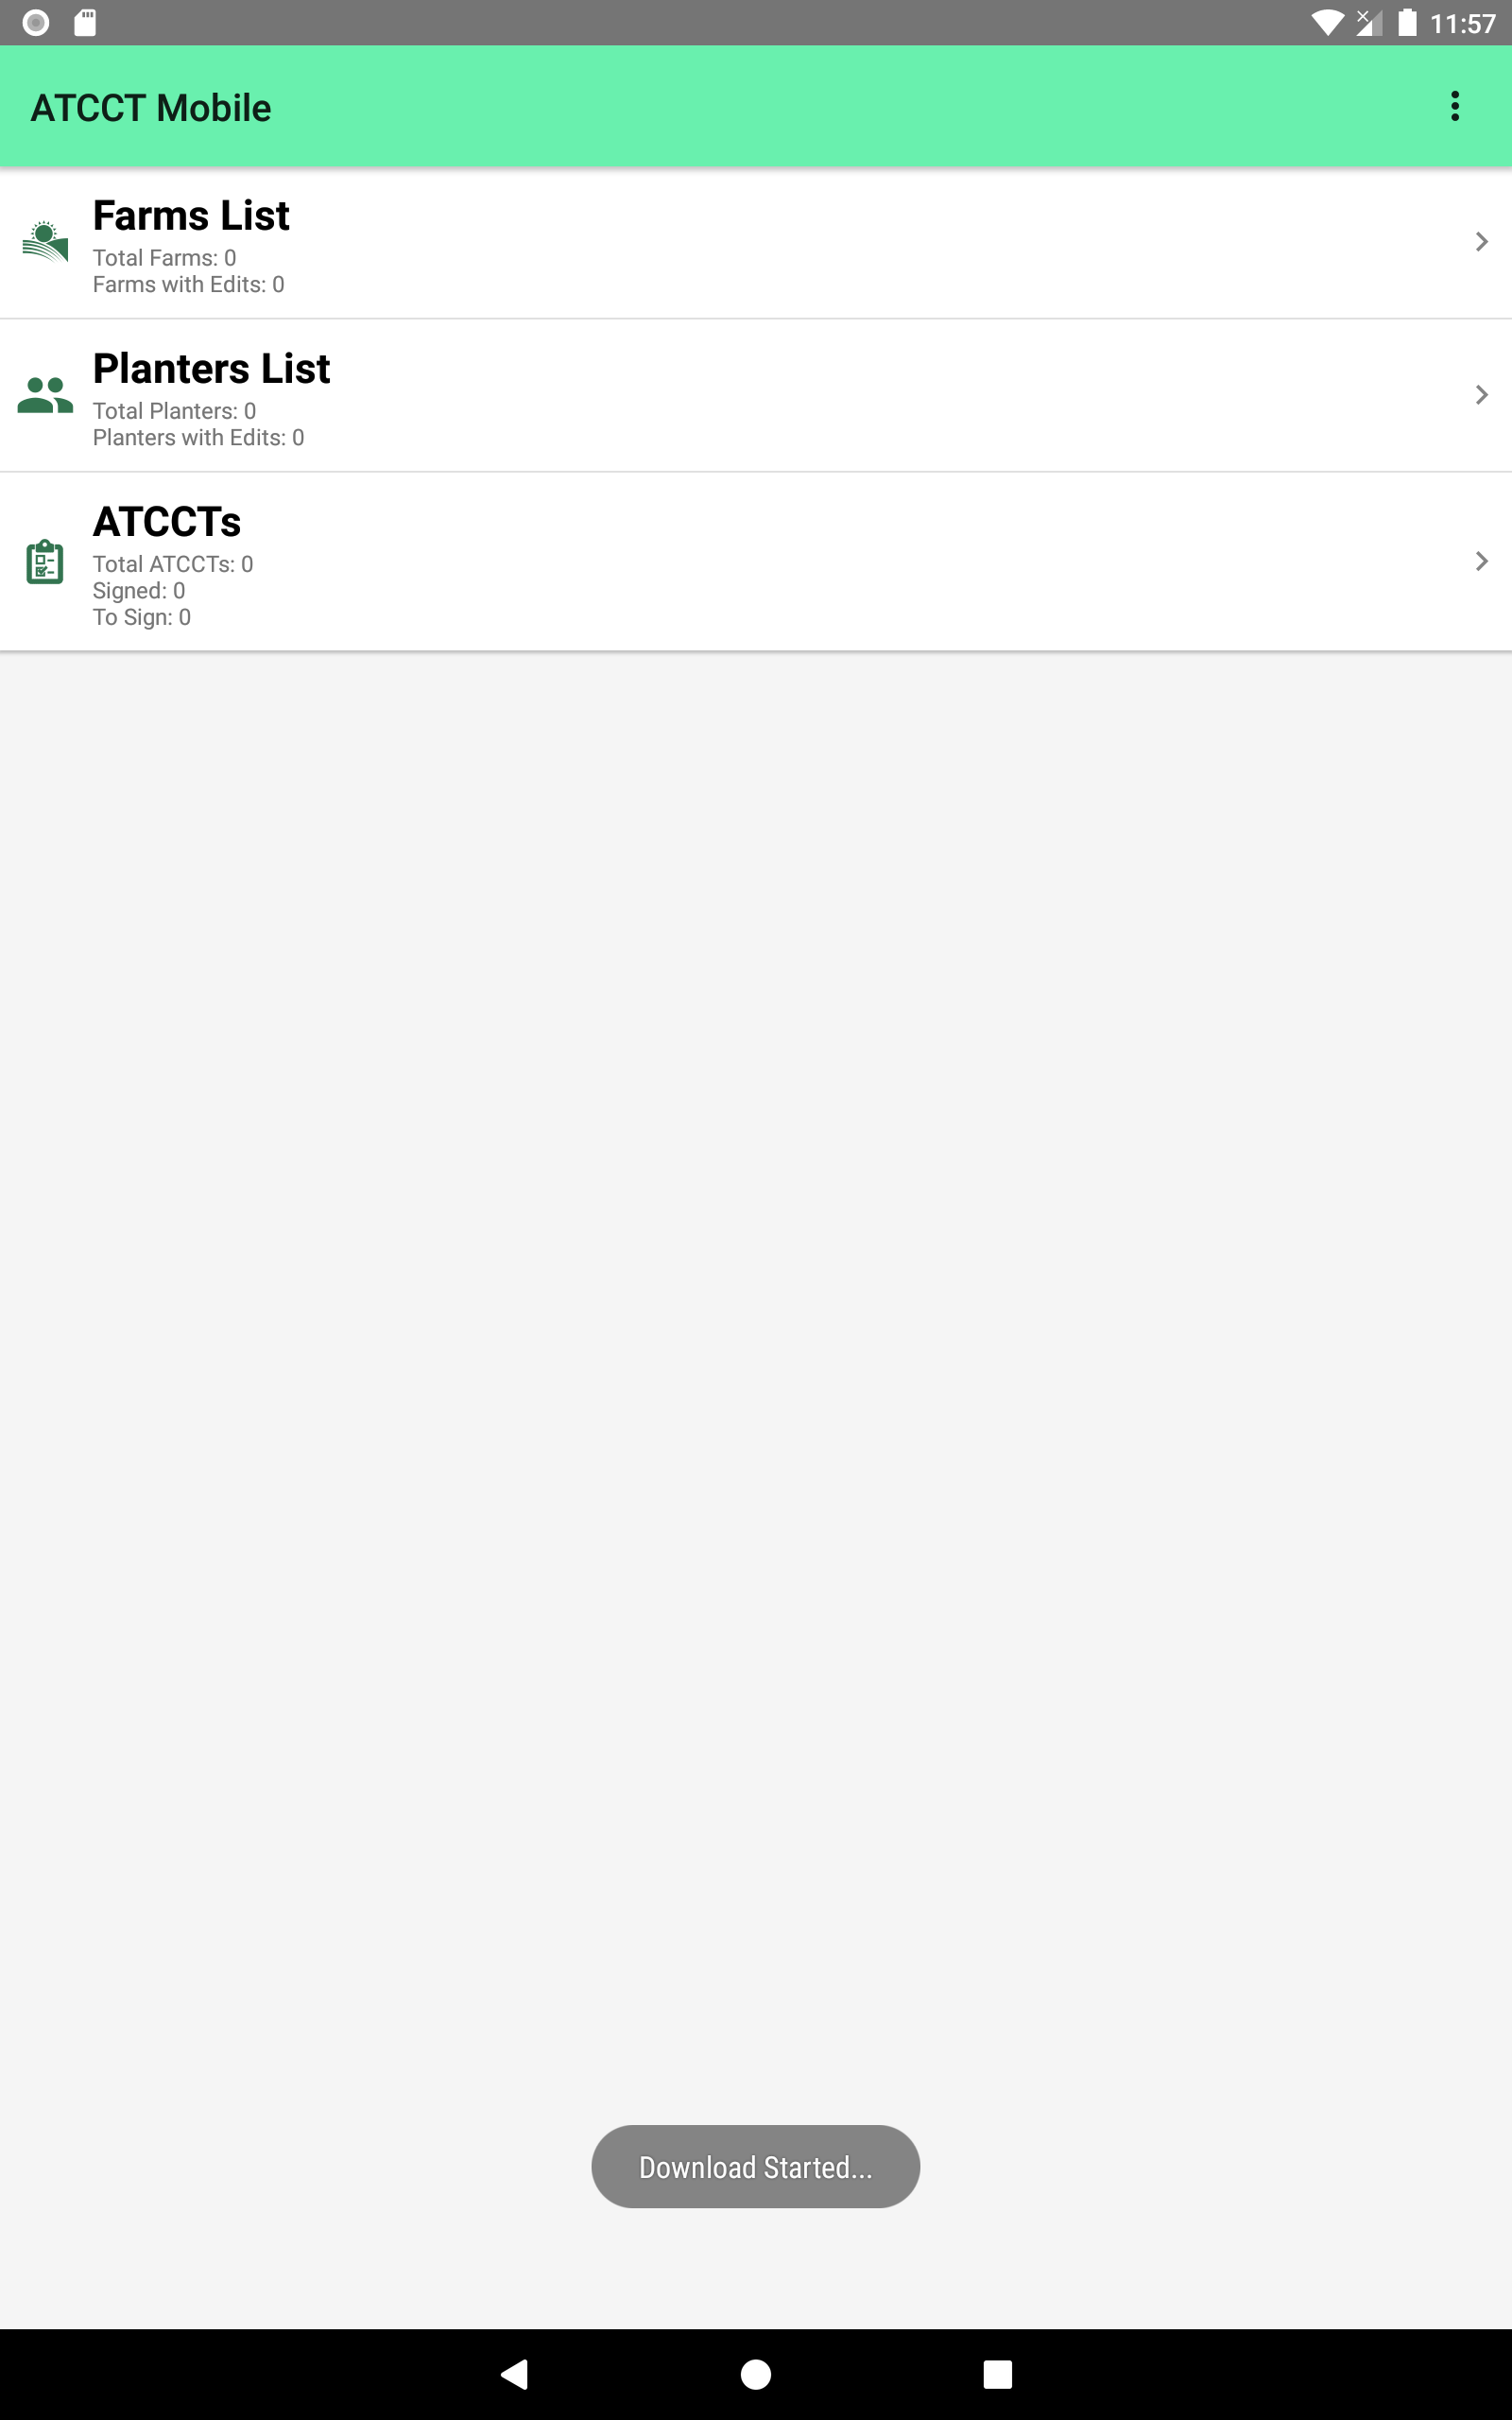 11:57
ATCCT Mobile
Farms List
Total Farms: 0
Farms with Edits: 0
Planters List
Total Planters: 0
Planters with Edits: 0
ATCCTs
Total ATCCTs: 0
Signed: 0
To Sign: 0
Download Started...